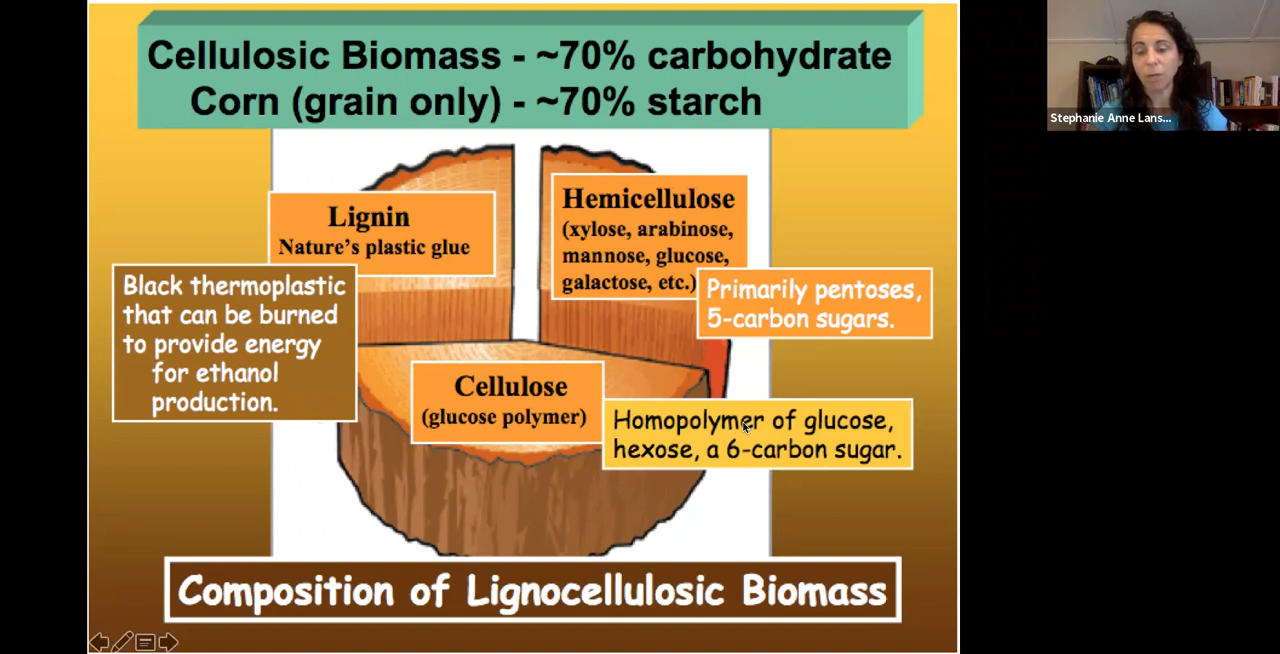 Cellulosic Biomass - ~70% carbohydrate
Corn (grain only) - ~70% starch
Lignin
Nature's plastic glue
Hemicellulose
(xylose, arabinose,
mannose, glucose,
galactose, etc.)
Black thermoplastic
that can be burned
to provide energy
for ethanol
production.
Primarily pentoses,
5-carbon sugars.
Cellulose
(glucose polymer)
Homopolymer of glucose,
hexose, a 6-carbon sugar.
Composition of Lignocellulosic Biomass
Stephanie Anne Lans...